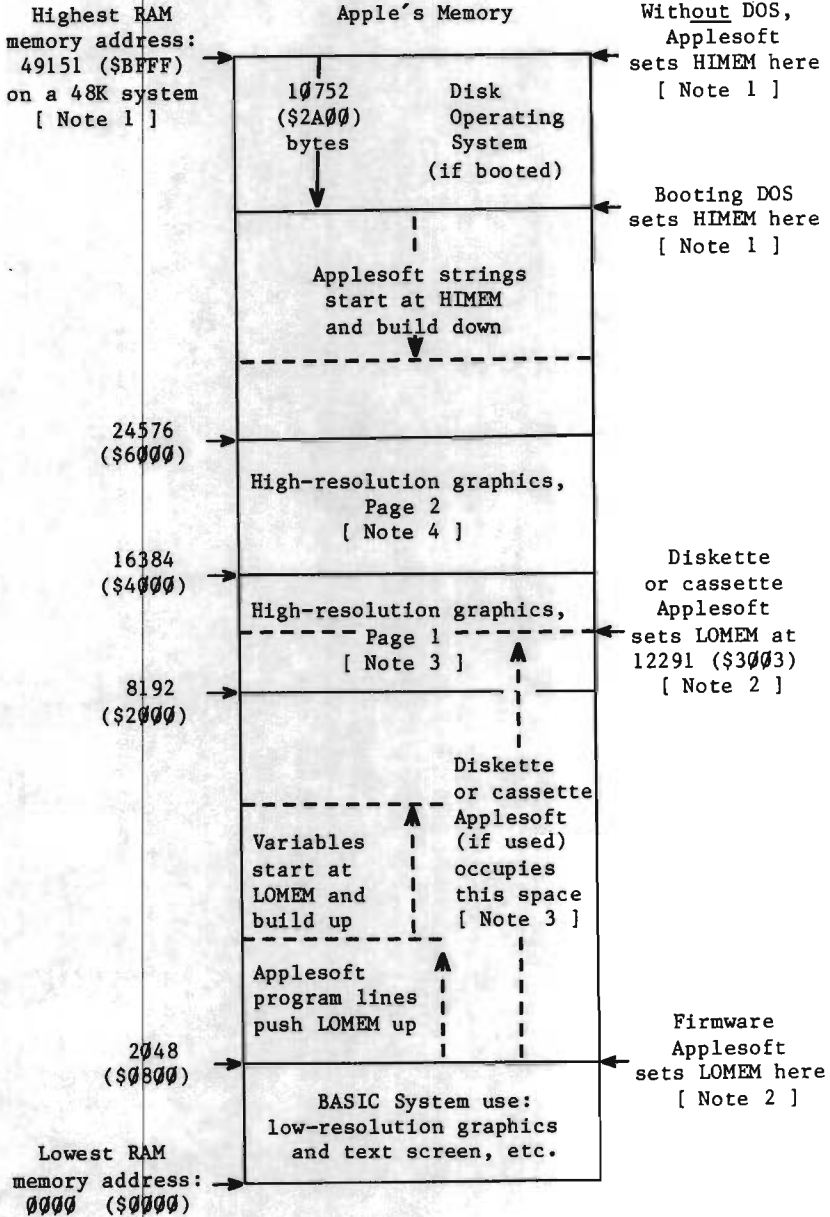 Apple's Memory
Highest RAM
memory address:
49151 ($BFFF)
on a 48K system
[ Note 1 ]
Without DOS,
Applesoft
sets HIMEM here
[ Note 1 ]
10752
($2A00)
bytes
Disk
Operating
System
(if booted)
Booting DOS
sets HIMEM here
[ Note 1 ]
Applesoft strings
start at HIMEM
and build down
24576
($6000)
High-resolution graphics,
Page 2
[ Note 4 ]
16384
($4000)
High-resolution graphics,
Page 1
[ Note 3 ]
Diskette
or cassette
Applesoft
sets LOMEM at
12291 ($3003)
[ Note 2 ]
8192
($2000)
Diskette
or cassette
Applesoft
(if used)
occupies
this space
[ Note 3 ]
Variables
start at
LOMEM and
build up
Applesoft
program lines
push LOMEM up
2048
($0800)
Firmware
Applesoft
sets LOMEM here
[ Note 2 ]
BASIC System use:
low-resolution graphics
and text screen, etc.
Lowest RAM
memory address:
0000 ($0000)